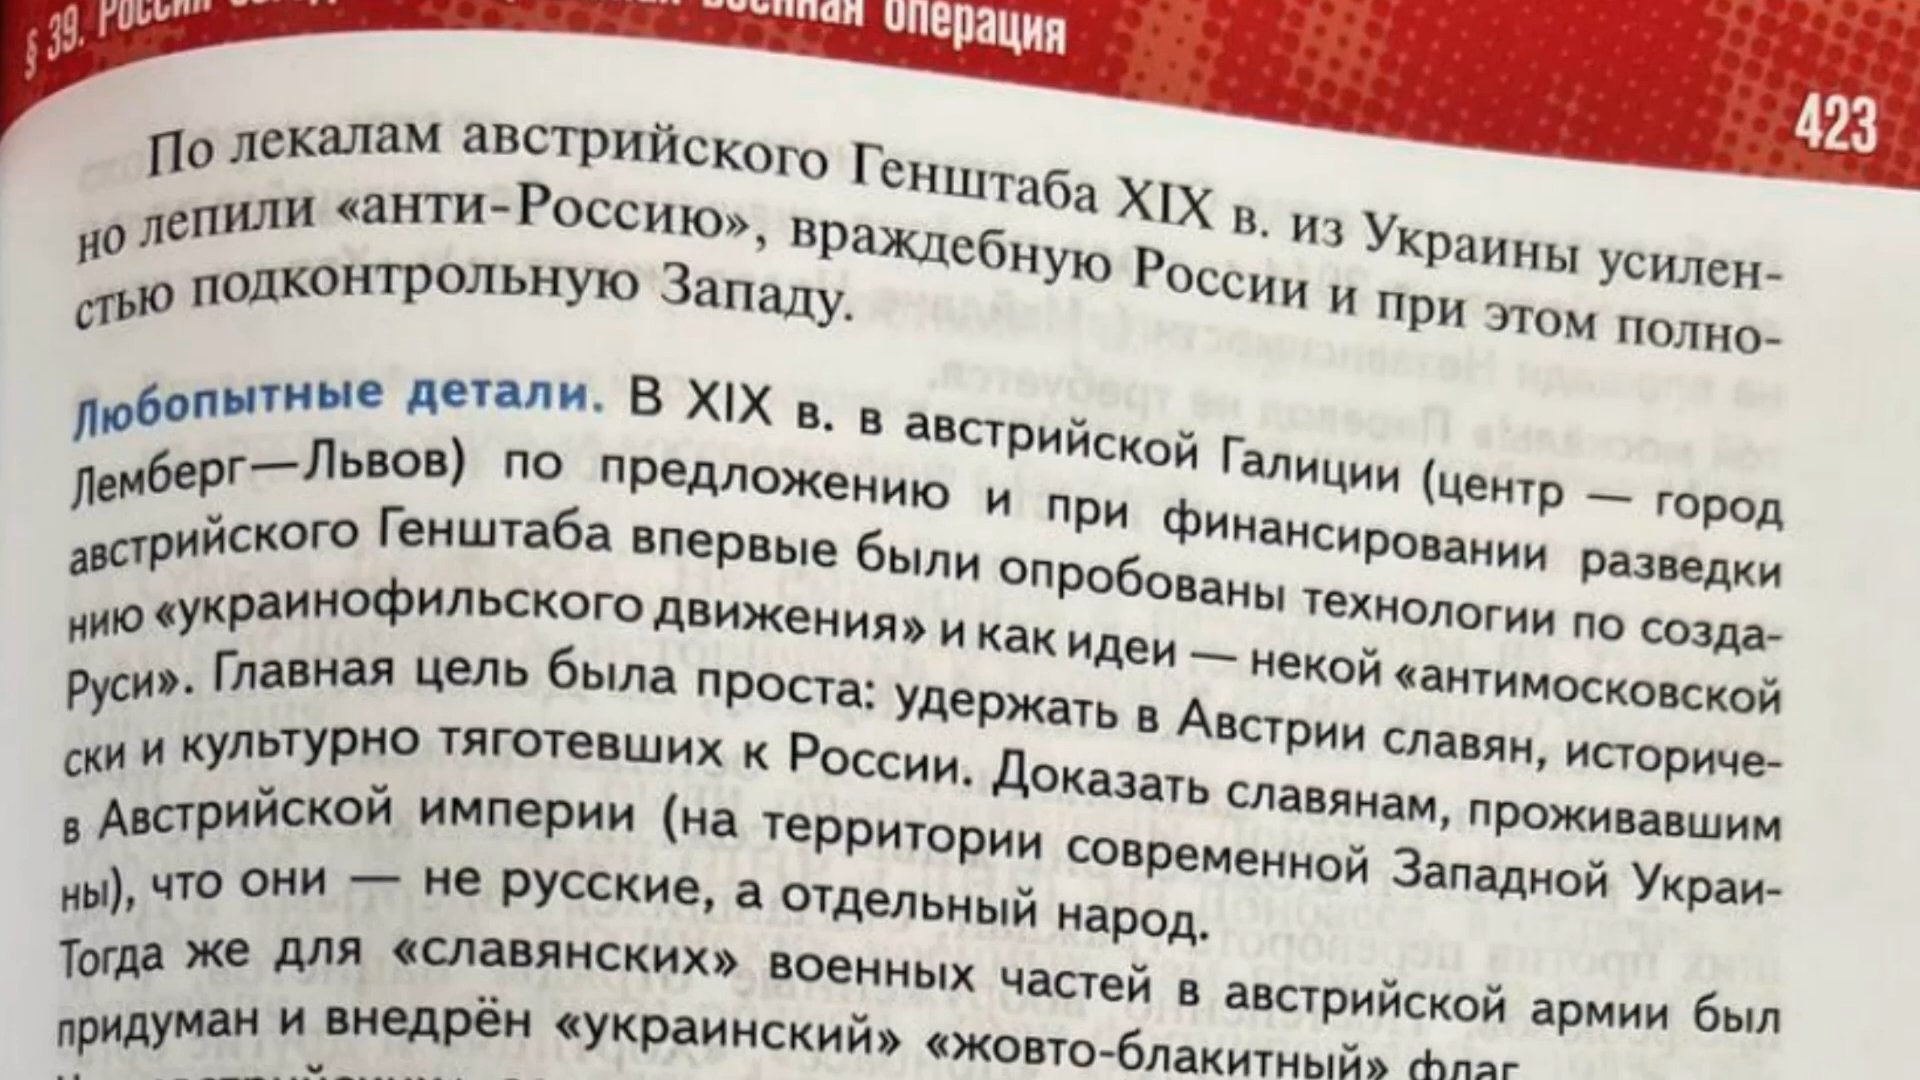 § 39. России военная операция
423
По лекалам австрийского Генштаба XIX в. из Украины усилен-
но лепили «анти-Россию», враждебную России и при этом полно-
стью подконтрольную Западу.
Любопытные детали. В XIX в. в австрийской Галиции (центр — город
Лемберг—Львов) по предложению и при финансировании разведки
австрийского Генштаба впервые были опробованы технологии по созда-
нию «украинофильского движения» и как идеи — некой «антимосковской
Руси». Главная цель была проста: удержать в Австрии славян, историче-
ски и культурно тяготевших к России. Доказать славянам, проживавшим
в Австрийской империи (на территории современной Западной Украи-
ны), что они — не русские, а отдельный народ.
Тогда же для «славянских» военных частей в австрийской армии был
придуман и внедрён «украинский» «жовто-блакитный» флаг.